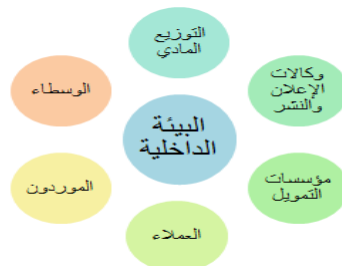 التوزيع
المادي
وكالات
الإعلان
والنشر
الوسطاء
البيئة
الداخلية
مؤسسات
التمويل
الموردون
العملاء